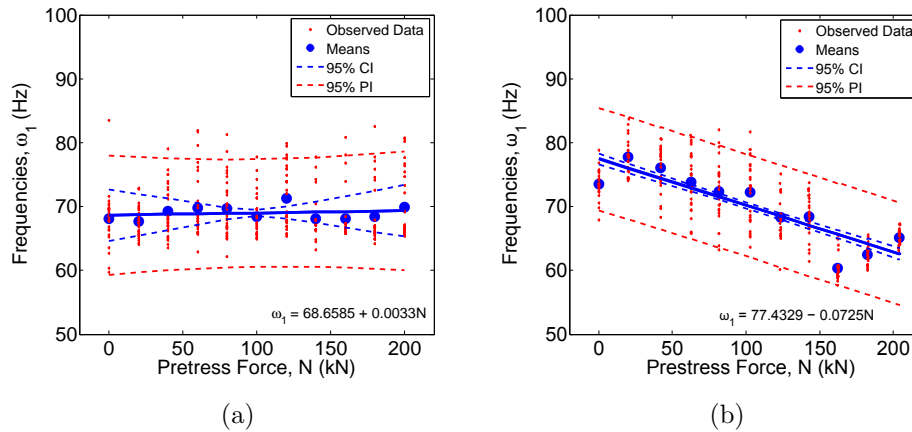 100
90
80
70
60
50
Frequencies, ω₁ (Hz)
Observed Data
Means
95% CI
95% PI
ω₁ = 68.6585 + 0.0033N
0 50 100 150 200
Pretress Force, N (kN)
(a)
100
90
80
70
60
50
Frequencies, ω₁ (Hz)
Observed Data
Means
95% CI
95% PI
ω₁ = 77.4329 − 0.0725N
0 50 100 150 200
Prestress Force, N (kN)
(b)